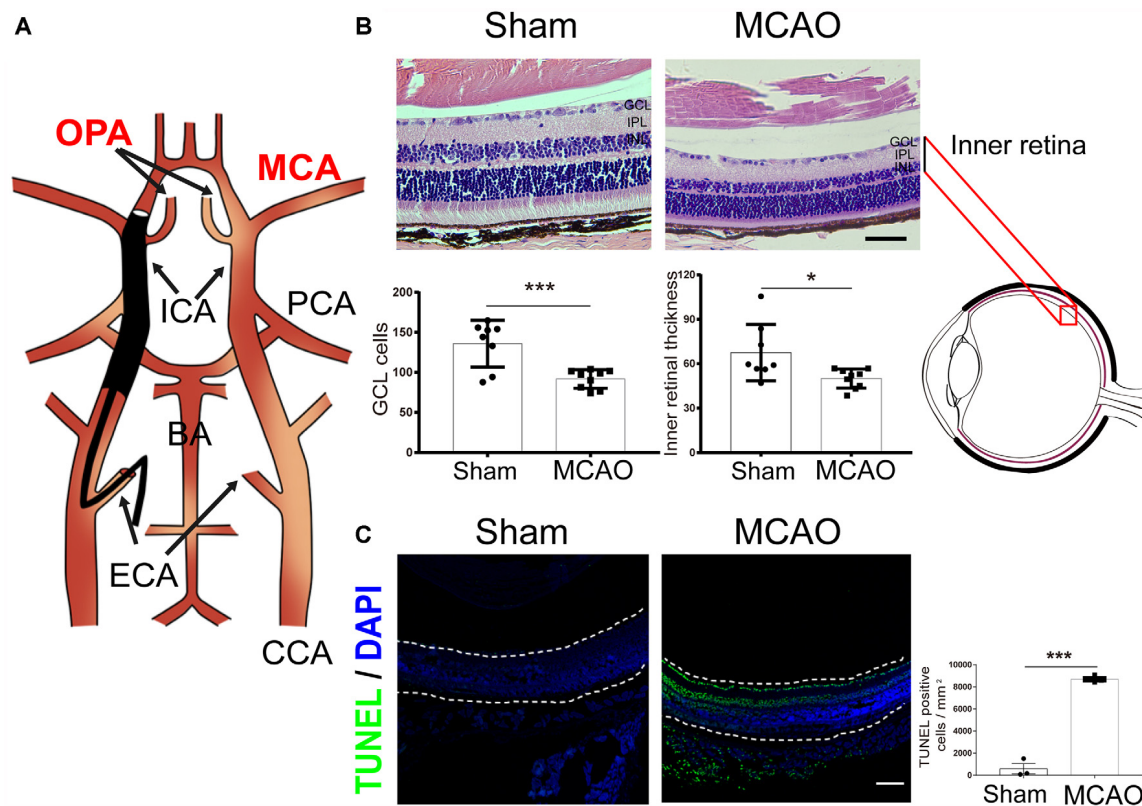 A
OPA
MCA
ICA
PCA
BA
ECA
CCA
B
Sham
MCAO
GCL
IPL
INL
GCL
IPL
INL
Inner retina
GCL cells
200
150
100
50
0
***
Sham
MCAO
Inner retinal thcikness
120
90
60
30
0
*
Sham
MCAO
C
Sham
MCAO
TUNEL / DAPI
TUNEL positive
cells / mm²
10000
8000
6000
4000
2000
0
***
Sham
MCAO